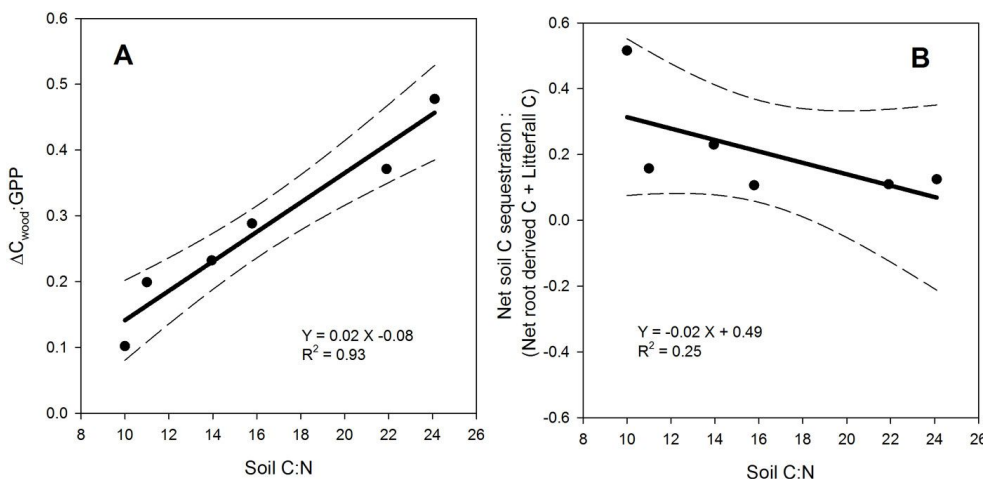 A
ΔC_wood:GPP
0.6
0.5
0.4
0.3
0.2
0.1
0.0
Y = 0.02 X -0.08
R² = 0.93
8 10 12 14 16 18 20 22 24 26
Soil C:N
B
Net soil C sequestration :
(Net root derived C + Litterfall C)
0.6
0.4
0.2
0.0
-0.2
-0.4
-0.6
Y = -0.02 X + 0.49
R² = 0.25
8 10 12 14 16 18 20 22 24 26
Soil C:N